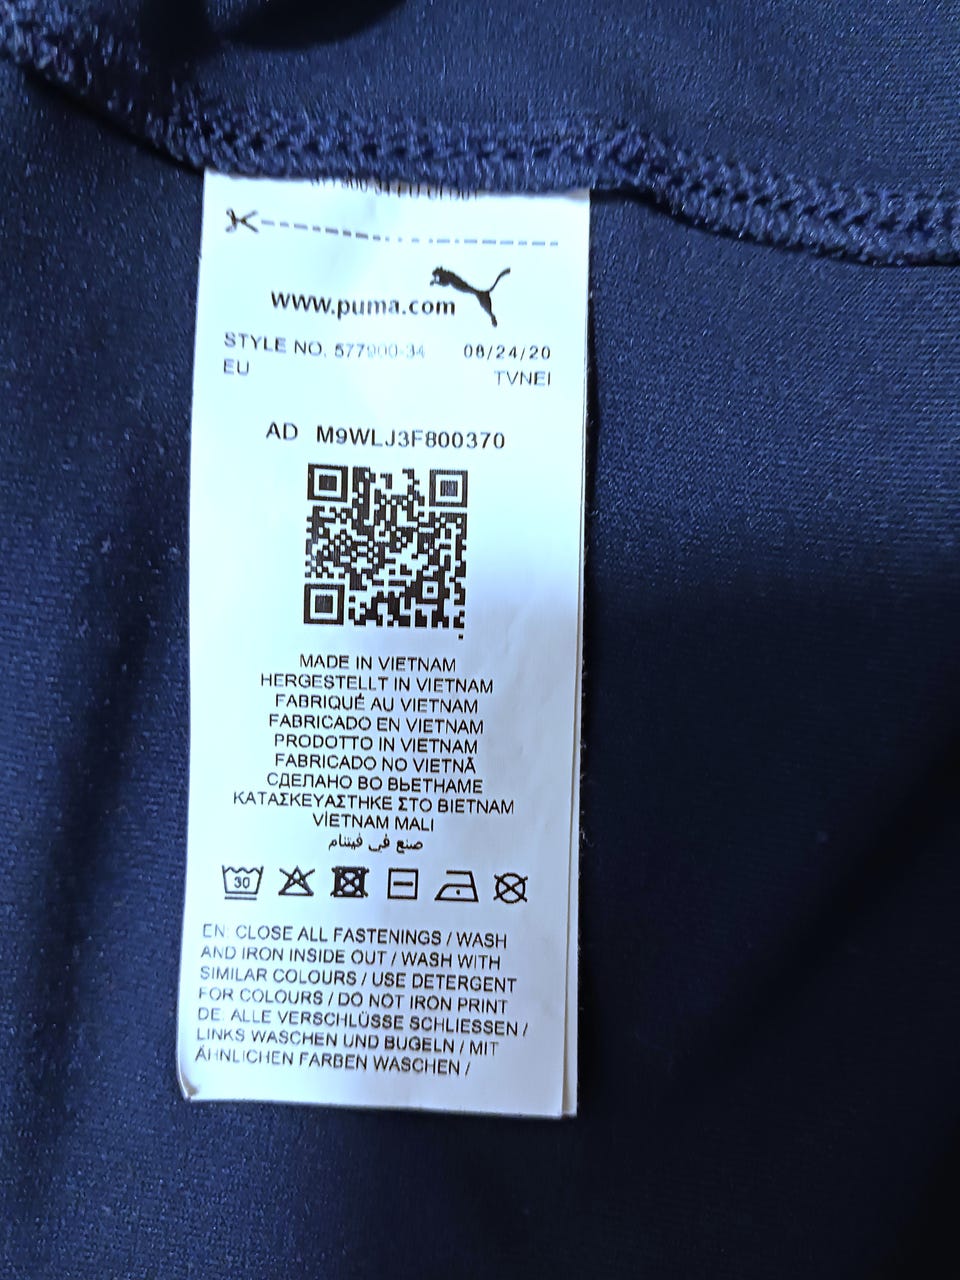 www.puma.com
STYLE NO. 577900-34 08/24/20
EU TVNEI
AD M9WLJ3F800370
MADE IN VIETNAM
HERGESTELLT IN VIETNAM
FABRIQUÉ AU VIETNAM
FABRICADO EN VIETNAM
PRODOTTO IN VIETNAM
FABRICADO NO VIETNÃ
СДЕЛАНО ВО ВЬЕТНАМЕ
ΚΑΤΑΣΚΕΥΑΣΤΗΚΕ ΣΤΟ ΒΙΕΤΝΑΜ
VİETNAM MALI
صنع في فيتنام
30
EN: CLOSE ALL FASTENINGS / WASH
AND IRON INSIDE OUT / WASH WITH
SIMILAR COLOURS / USE DETERGENT
FOR COLOURS / DO NOT IRON PRINT
DE: ALLE VERSCHLÜSSE SCHLIESSEN /
LINKS WASCHEN UND BÜGELN / MIT
ÄHNLICHEN FARBEN WASCHEN /